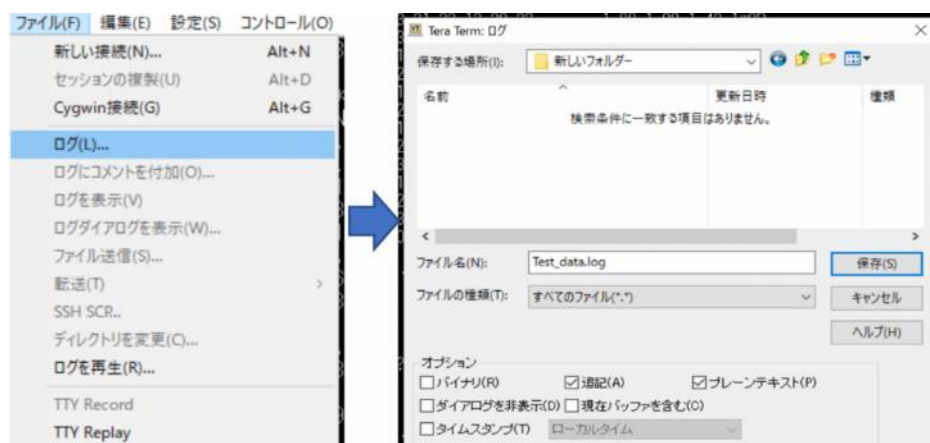 ファイル(F) 編集(E) 設定(S) コントロール(O)
新しい接続(N)... Alt+N
セッションの複製(U) Alt+D
Cygwin接続(G) Alt+G
ログ(L)...
ログにコメントを付加(O)...
ログを表示(V)
ログダイアログを表示(W)...
ファイル送信(S)...
転送(T)
SSH SCP...
ディレクトリを変更(C)...
ログを再生(R)...
TTY Record
TTY Replay
Tera Term: ログ
保存する場所(I): 新しいフォルダー
名前 更新日時 種類
検索条件に一致する項目はありません。
ファイル名(N): Test_data.log 保存(S)
ファイルの種類(T): すべてのファイル(*.*) キャンセル
ヘルプ(H)
オプション
バイナリ(R) 追記(A) プレーンテキスト(P)
ダイアログを非表示(D) 現在バッファを含む(C)
タイムスタンプ(T) ローカルタイム